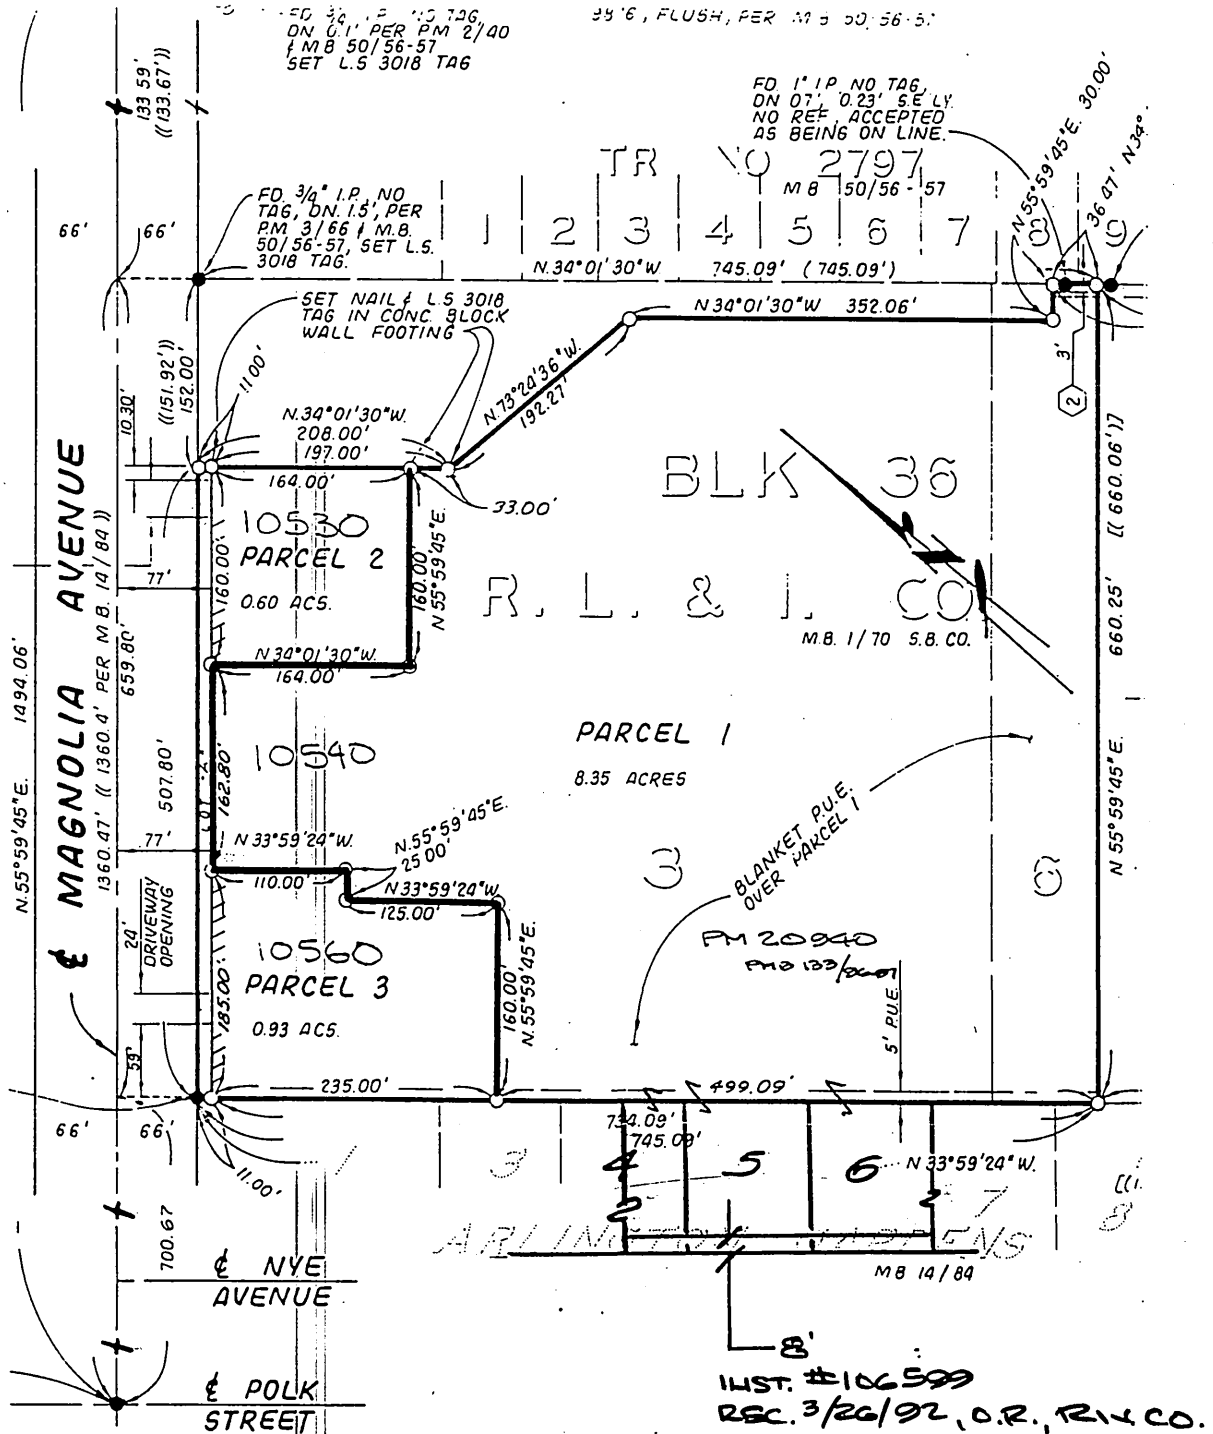 TAG,
DN 0.1' PER PM 2/40
& M B 50/56-57
SET L.S 3018 TAG
FLUSH, PER M B 50/56-57
133.59'
((133.67'))
FD. 1" I.P. NO TAG,
DN 0.7', 0.23' S.E'LY.
NO REF., ACCEPTED
AS BEING ON LINE.
N 55°59'45"E. 30.00'
36.47' N34°
TR NO 2797
M B 50/56-57
FD. 3/4" I.P., NO
TAG, DN. 1.5', PER
P.M. 3/66 & M.B.
50/56-57, SET L.S.
3018 TAG.
66' 66'
1 2 3 4 5 6 7 8 9
N.34°01'30"W. 745.09' (745.09')
SET NAIL & L.S 3018
TAG IN CONC. BLOCK
WALL FOOTING
N34°01'30"W 352.06'
3'
2
((151.92'))
152.00'
11.00'
10.30'
N.73°24'36"W.
192.27'
N.34°01'30"W.
208.00'
197.00'
164.00'
33.00'
BLK 36
[[ 660.06' ]]
10530
PARCEL 2
0.60 ACS.
160.00'
160.00'
N 55°59'45"E.
R. L. & I. CO
M.B. 1/70 S.B. CO.
660.25'
77'
N 34°01'30"W.
164.00'
℄ MAGNOLIA AVENUE
1360.47' (( 1360.4' PER M.B. 14/84 ))
659.80'
N.55°59'45"E. 1494.06'
507.80'
LOT "A"
162.80'
10540
PARCEL 1
8.35 ACRES
N 55°59'45"E.
77'
N 33°59'24"W.
110.00'
N.55°59'45"E.
25.00'
N 33°59'24"W.
125.00'
3
8
BLANKET P.U.E.
OVER PARCEL 1
24'
DRIVEWAY
OPENING
10560
PARCEL 3
0.93 ACS.
185.00'
160.00'
N.55°59'45"E.
PM 20940
PMB 133/
5' P.U.E.
59'
235.00'
499.09'
734.09'
745.09'
66' 66'
11.00'
1 3 4 5 6 7 8
N 33°59'24"W.
ARLINGTON GARDENS
M B 14/84
700.67
℄ NYE
AVENUE
8'
℄ POLK
STREET
INST. #106599
REC. 3/26/92, O.R., RIV. CO.